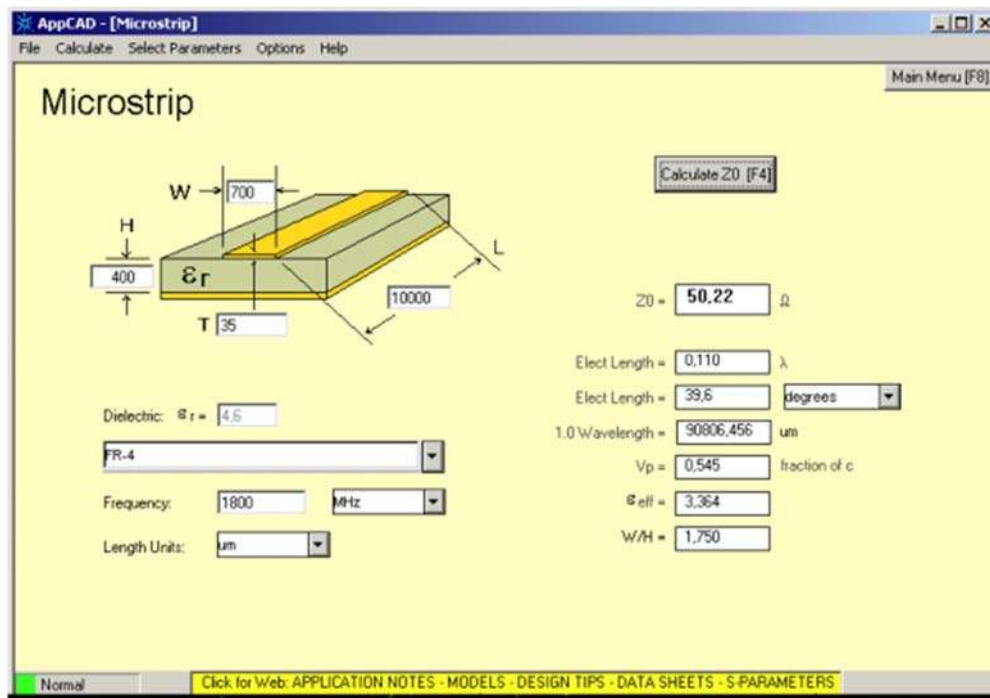 AppCAD - [Microstrip]
File Calculate Select Parameters Options Help
Main Menu [F8]
Microstrip
Calculate Z0 [F4]
W 700
H
400
εr
L
10000
T 35
Z0 = 50,22 Ω
Elect Length = 0,110 λ
Elect Length = 39,6 degrees
1.0 Wavelength = 90806,456 um
Vp = 0,545 fraction of c
εeff = 3,364
W/H = 1,750
Dielectric: εr = 4,6
FR-4
Frequency: 1800 MHz
Length Units: um
Normal
Click for Web: APPLICATION NOTES - MODELS - DESIGN TIPS - DATA SHEETS - S-PARAMETERS